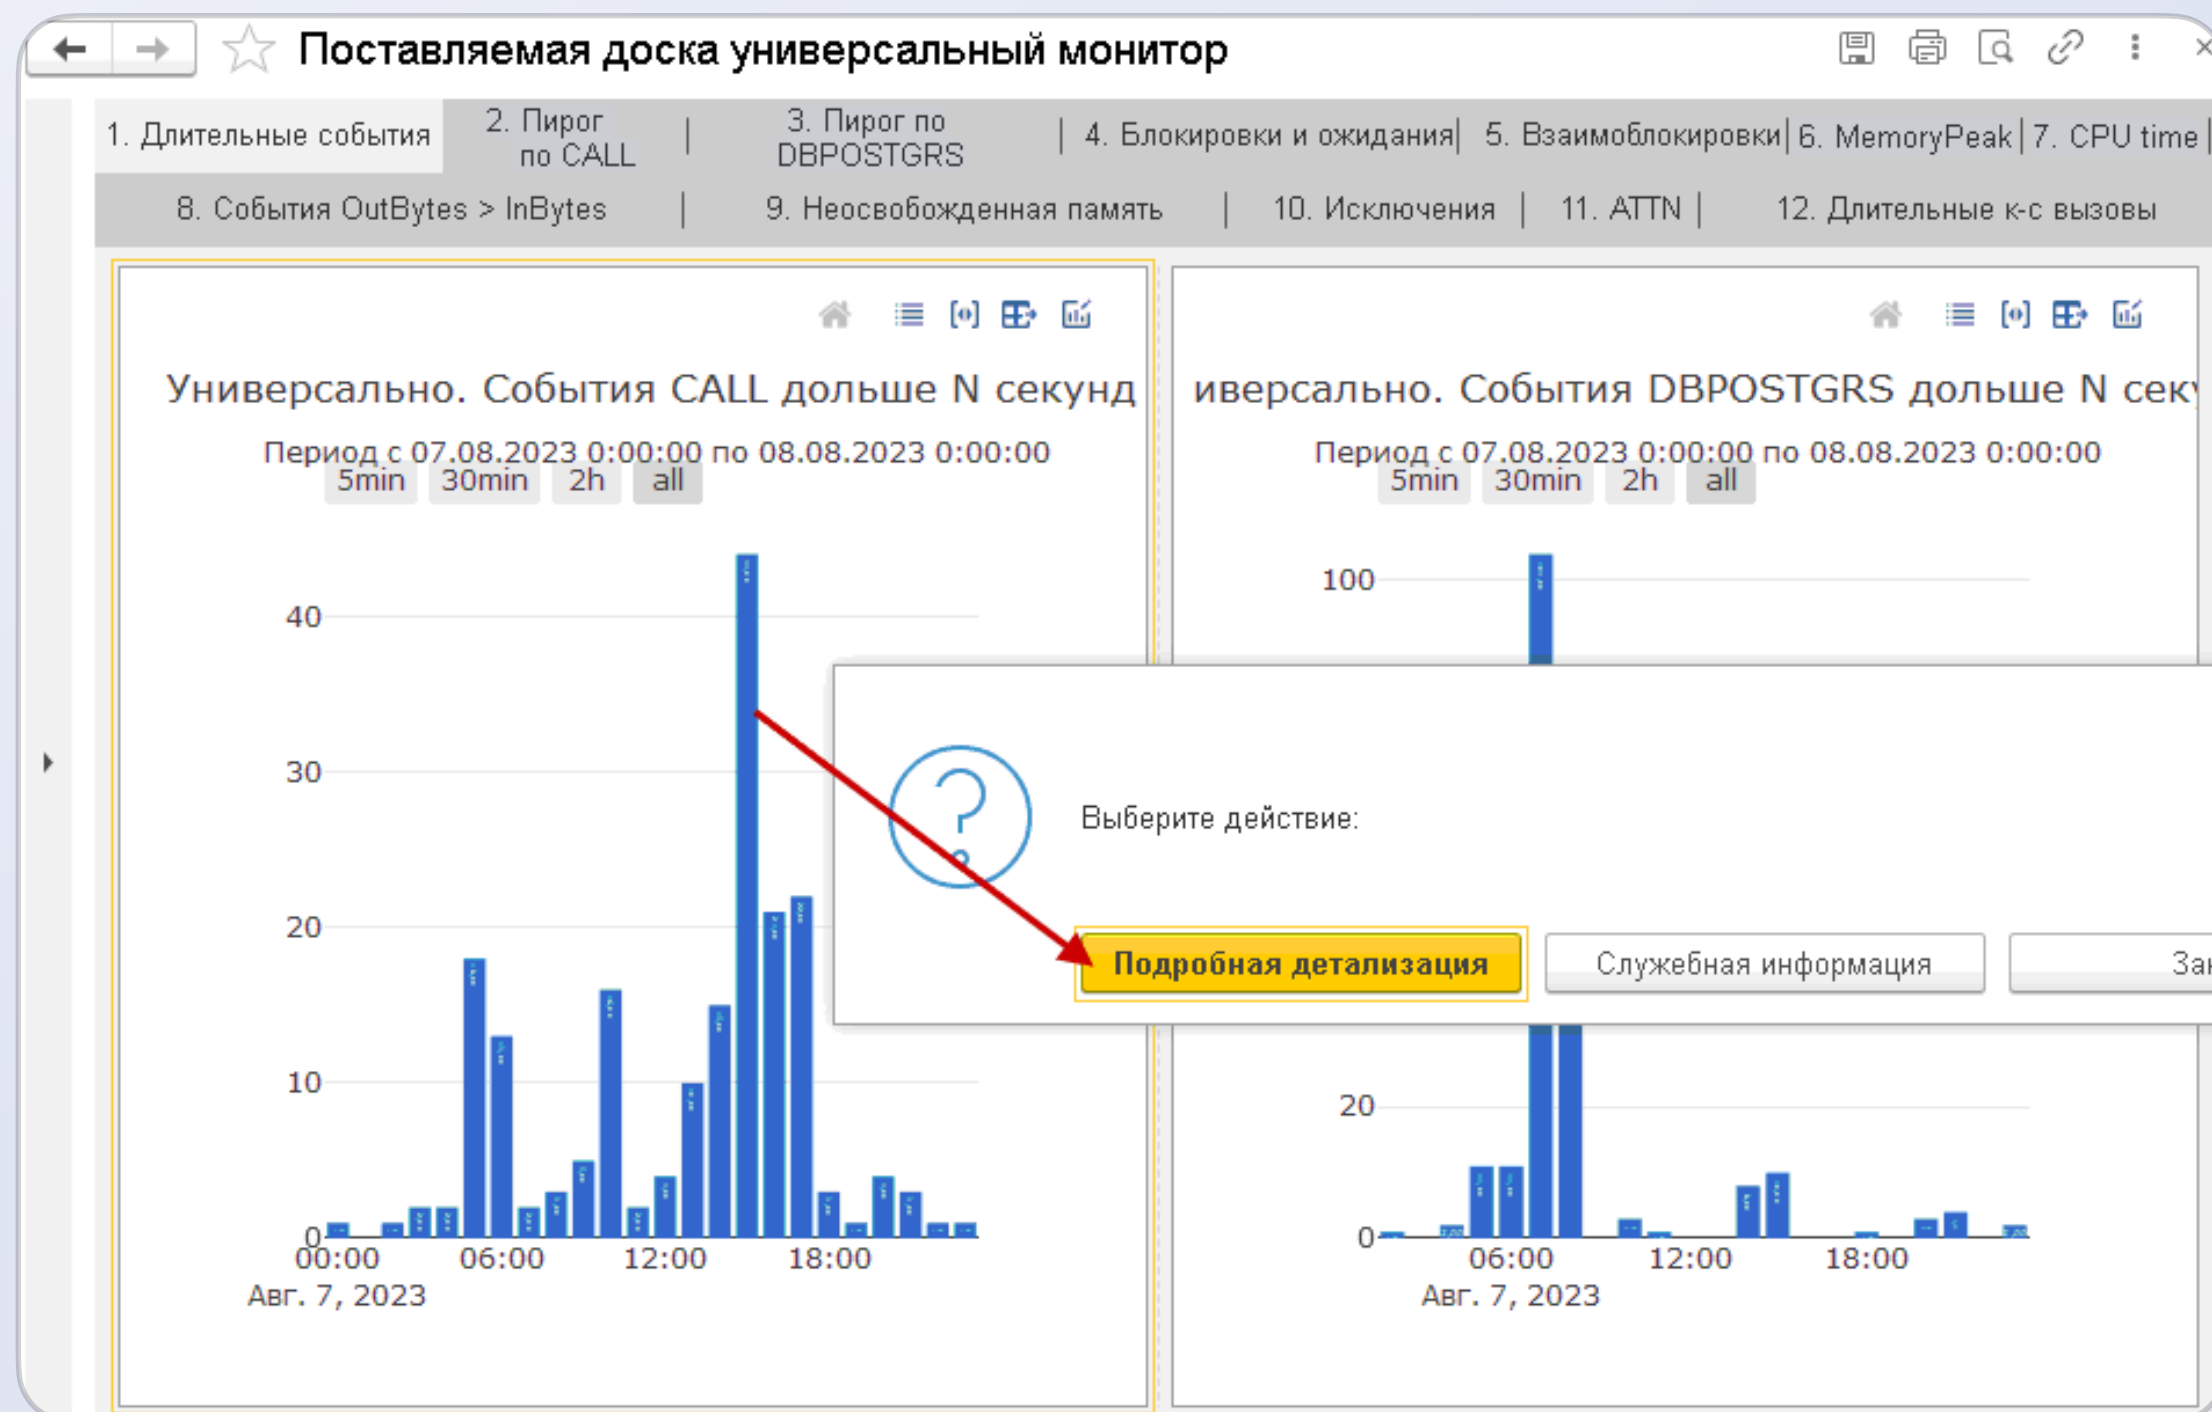 Поставляемая доска универсальный монитор
1. Длительные события
2. Пирог
по CALL
3. Пирог по
DBPOSTGRS
4. Блокировки и ожидания
5. Взаимоблокировки
6. MemoryPeak
7. CPU time
8. События OutBytes > InBytes
9. Неосвобожденная память
10. Исключения
11. ATTN
12. Длительные к-с вызовы
Универсально. События CALL дольше N секунд
Период с 07.08.2023 0:00:00 по 08.08.2023 0:00:00
5min 30min 2h all
40
30
20
10
0
00:00 06:00 12:00 18:00
Авг. 7, 2023
иверсально. События DBPOSTGRS дольше N сек
Период с 07.08.2023 0:00:00 по 08.08.2023 0:00:00
5min 30min 2h all
100
20
0
06:00 12:00 18:00
Авг. 7, 2023
Выберите действие:
Подробная детализация
Служебная информация
За